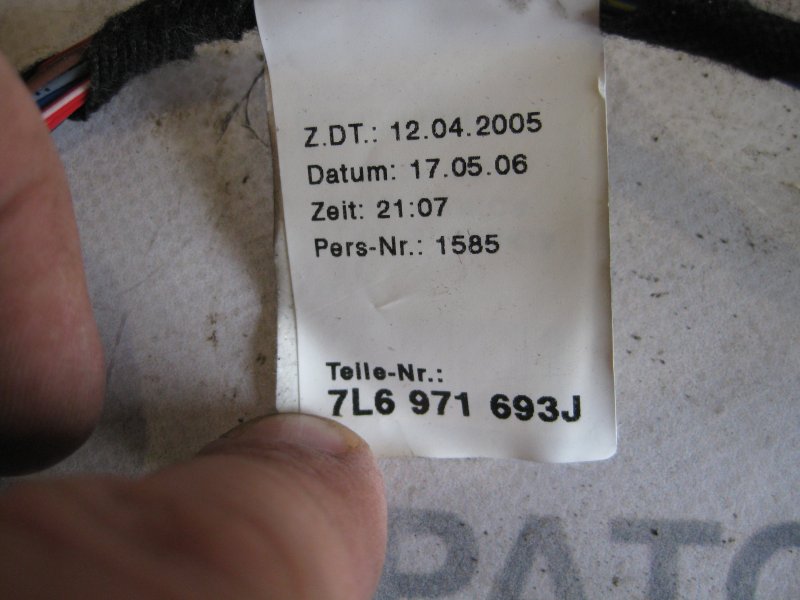 Z.DT.: 12.04.2005
Datum: 17.05.06
Zeit: 21:07
Pers-Nr.: 1585
Teile-Nr.:
7L6 971 693J